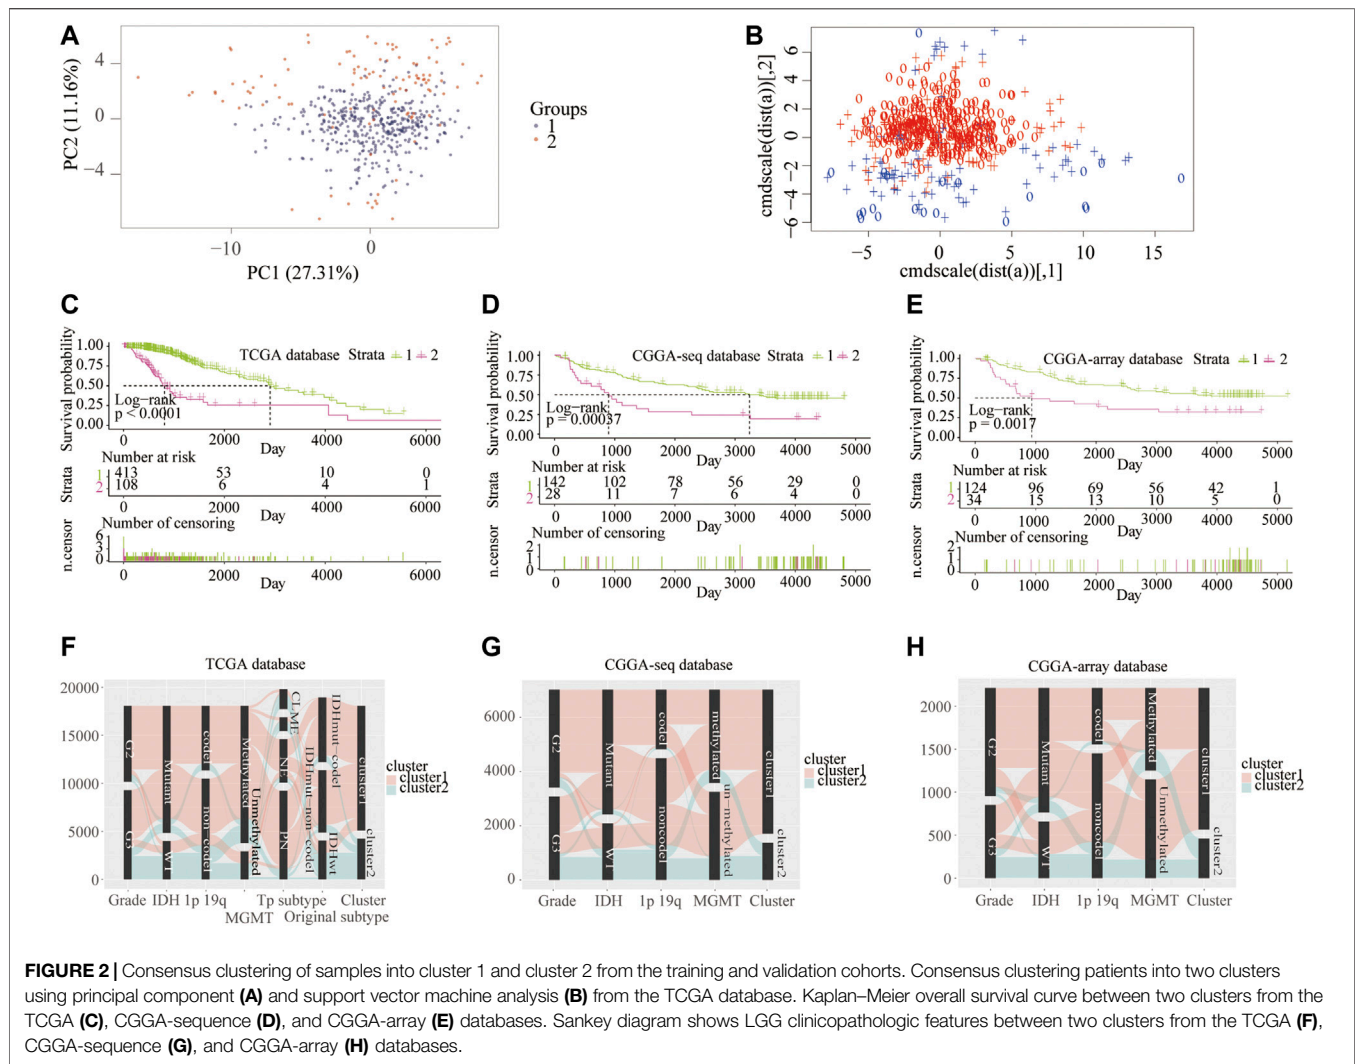 A
4
0
−4
PC2 (11.16%)
−10
0
PC1 (27.31%)
Groups
1
2
B
6
4
2
0
−2
−4
−6
cmdscale(dist(a))[,2]
−5
0
5
10
15
cmdscale(dist(a))[,1]
C
Survival probability
1.00
0.75
0.50
0.25
0.00
TCGA database Strata 1 2
Log−rank
p < 0.0001
0 2000 4000 6000
Day
Number at risk
Strata
1 413 53 10 0
2 108 6 4 1
0 2000 4000 6000
Day
Number of censoring
n.censor
6
3
0
0 2000 4000 6000
Day
D
Survival probability
1.00
0.75
0.50
0.25
0.00
CGGA-seq database Strata 1 2
Log−rank
p = 0.00037
0 1000 2000 3000 4000 5000
Day
Number at risk
Strata
1 142 102 78 56 29 0
2 28 11 7 6 4 0
0 1000 2000 3000 4000 5000
Day
Number of censoring
n.censor
2
1
0
0 1000 2000 3000 4000 5000
Day
E
Survival probability
1.00
0.75
0.50
0.25
0.00
CGGA-array database Strata 1 2
Log−rank
p = 0.0017
0 1000 2000 3000 4000 5000
Day
Number at risk
Strata
1 124 96 69 56 42 1
2 34 15 13 10 5 0
0 1000 2000 3000 4000 5000
Day
Number of censoring
n.censor
2
1
0
0 1000 2000 3000 4000 5000
Day
F
TCGA database
20000
15000
10000
5000
0
G2
G3
Mutant
WT
codel
non−codel
Methylated
Unmethylated
CL
ME
NE
PN
IDHmut−codel
IDHmut−non−codel
IDHwt
cluster1
cluster2
Grade IDH 1p 19q Tp subtype Cluster
MGMT Original subtype
cluster
cluster1
cluster2
G
CGGA-seq database
6000
4000
2000
0
G2
G3
Mutant
WT
codel
noncodel
methylated
un−methylated
cluster1
cluster2
Grade IDH 1p 19q MGMT Cluster
cluster
cluster1
cluster2
H
CGGA-array database
2000
1500
1000
500
0
G2
G3
Mutant
WT
codel
noncodel
Methylated
Unmethylated
Cluster1
Cluster2
Grade IDH 1p 19q MGMT Cluster
cluster
cluster1
cluster2
FIGURE 2 | Consensus clustering of samples into cluster 1 and cluster 2 from the training and validation cohorts. Consensus clustering patients into two clusters
using principal component (A) and support vector machine analysis (B) from the TCGA database. Kaplan–Meier overall survival curve between two clusters from the
TCGA (C), CGGA-sequence (D), and CGGA-array (E) databases. Sankey diagram shows LGG clinicopathologic features between two clusters from the TCGA (F),
CGGA-sequence (G), and CGGA-array (H) databases.